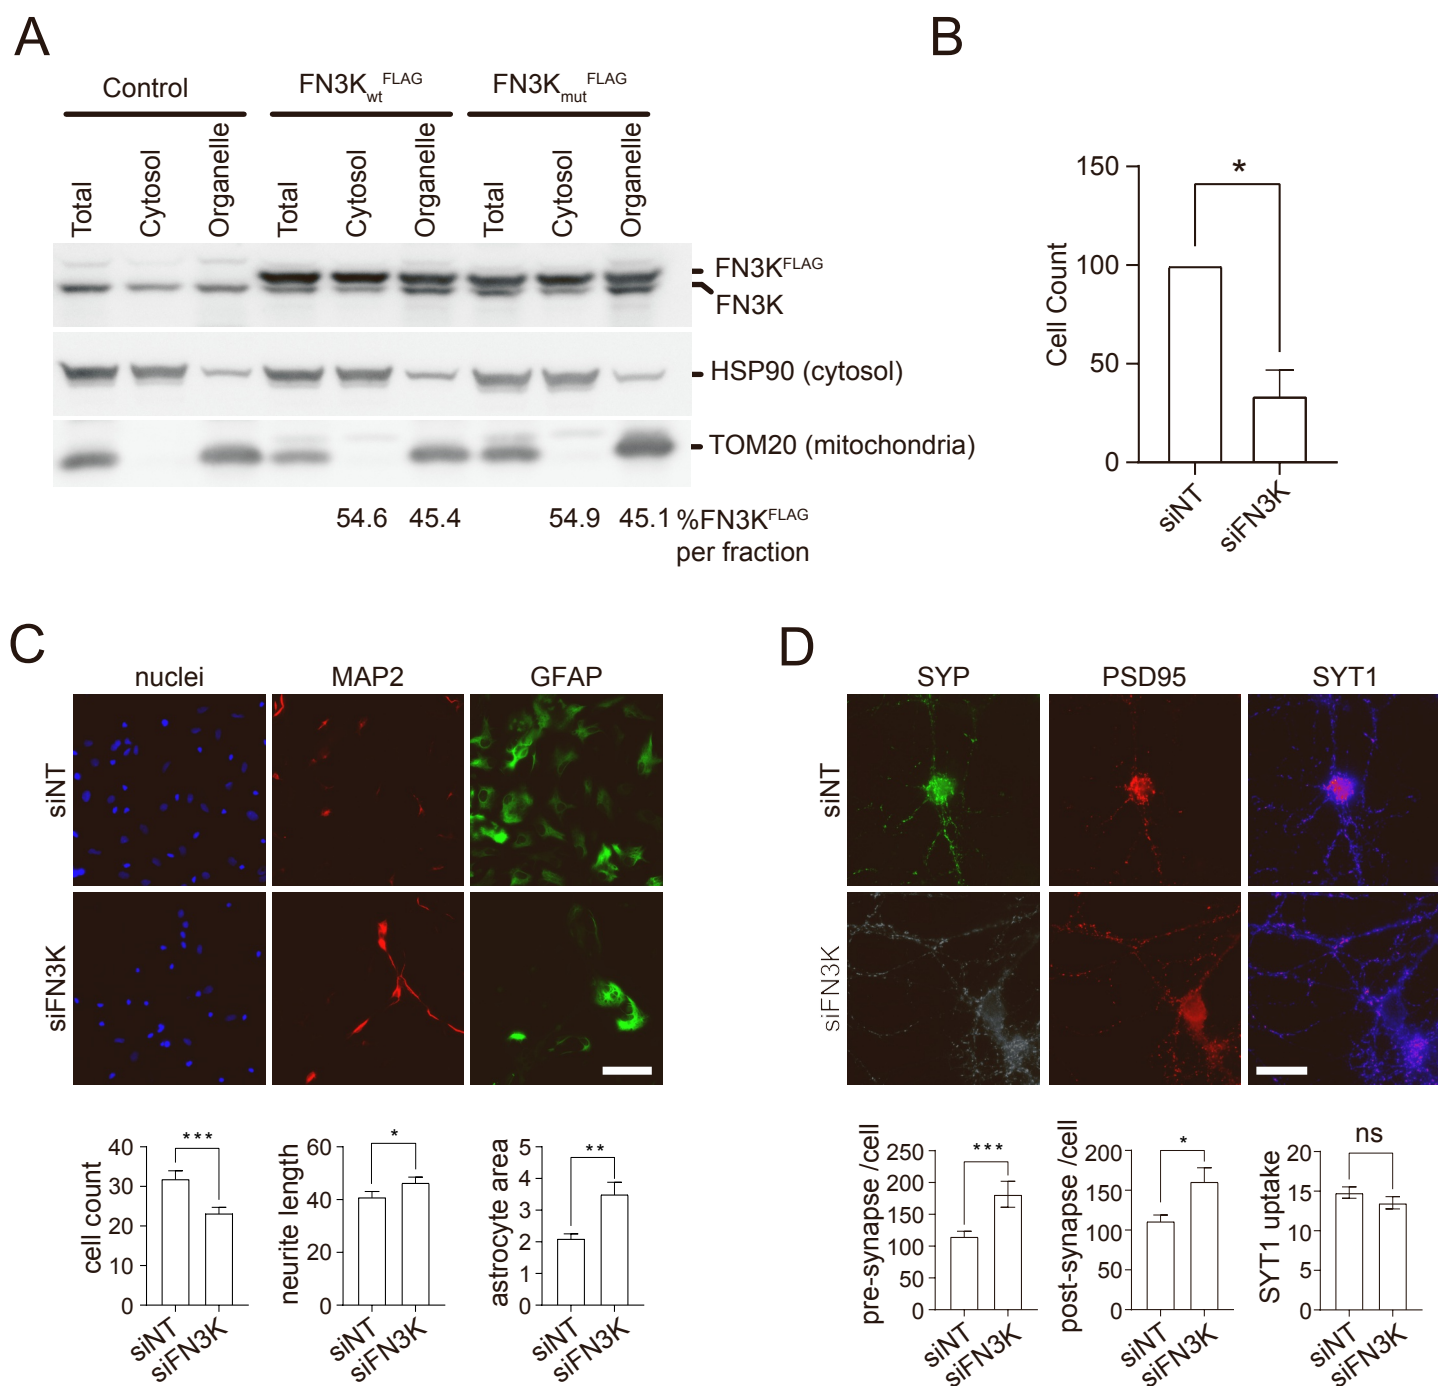 A
Control
FN3KwtFLAG
FN3KmutFLAG
Total
Cytosol
Organelle
Total
Cytosol
Organelle
Total
Cytosol
Organelle
FN3KFLAG
FN3K
HSP90 (cytosol)
TOM20 (mitochondria)
54.6
45.4
54.9
45.1
%FN3KFLAG
per fraction
B
Cell Count
150
100
50
0
*
siNT
siFN3K
C
nuclei
MAP2
GFAP
siNT
siFN3K
cell count
40
30
20
10
0
***
siNT
siFN3K
neurite length
60
40
20
0
*
siNT
siFN3K
astrocyte area
5
4
3
2
1
0
**
siNT
siFN3K
D
SYP
PSD95
SYT1
siNT
siFN3K
pre-synapse /cell
250
200
150
100
50
0
***
siNT
siFN3K
post-synapse /cell
200
150
100
50
0
*
siNT
siFN3K
SYT1 uptake
20
15
10
5
0
ns
siNT
siFN3K